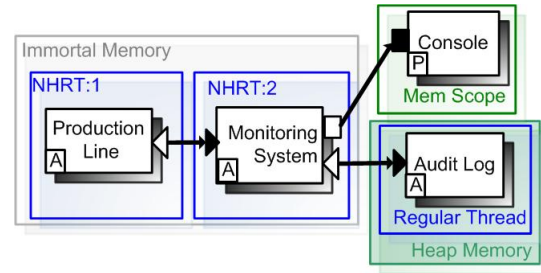 Immortal Memory
NHRT:1
Production
Line
A
NHRT:2
Monitoring
System
A
Console
P
Mem Scope
Audit Log
A
Regular Thread
Heap Memory